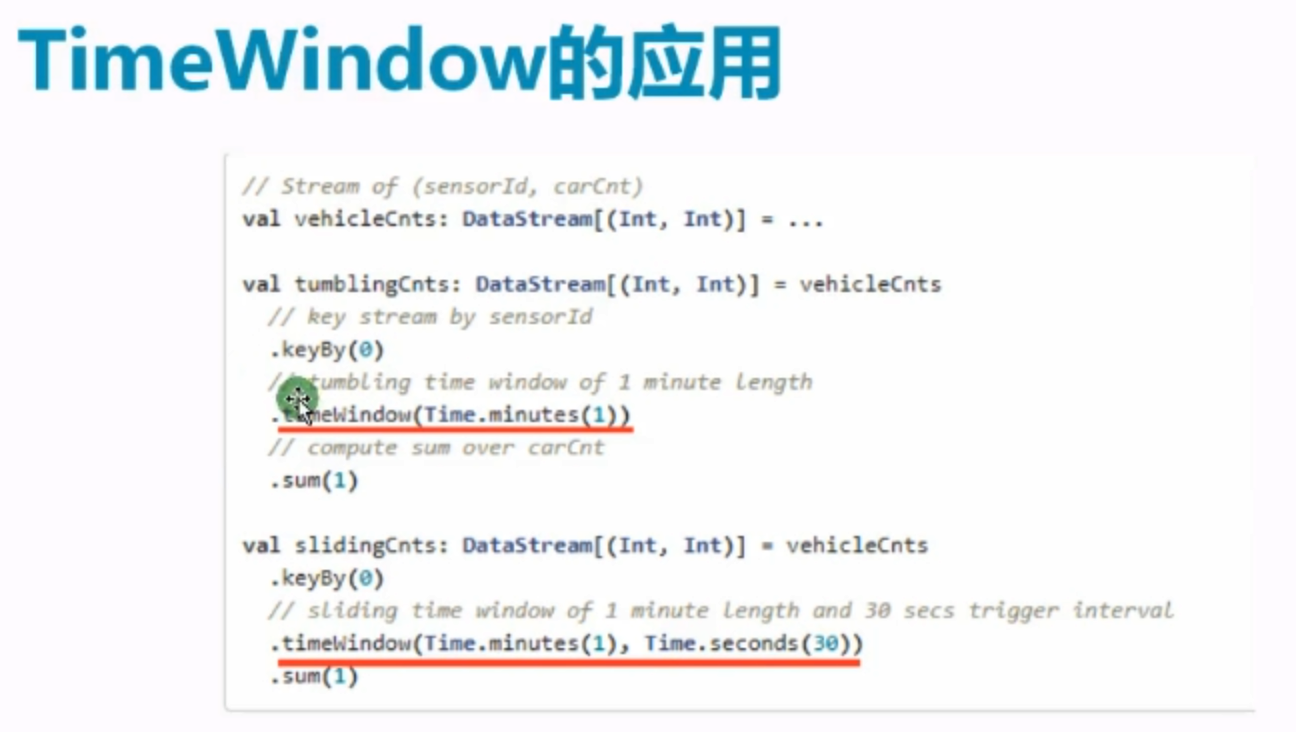 TimeWindow的应用
// Stream of (sensorId, carCnt)
val vehicleCnts: DataStream[(Int, Int)] = ...
val tumblingCnts: DataStream[(Int, Int)] = vehicleCnts
// key stream by sensorId
.keyBy(0)
// tumbling time window of 1 minute length
.timeWindow(Time.minutes(1))
// compute sum over carCnt
.sum(1)
val slidingCnts: DataStream[(Int, Int)] = vehicleCnts
.keyBy(0)
// sliding time window of 1 minute length and 30 secs trigger interval
.timeWindow(Time.minutes(1), Time.seconds(30))
.sum(1)